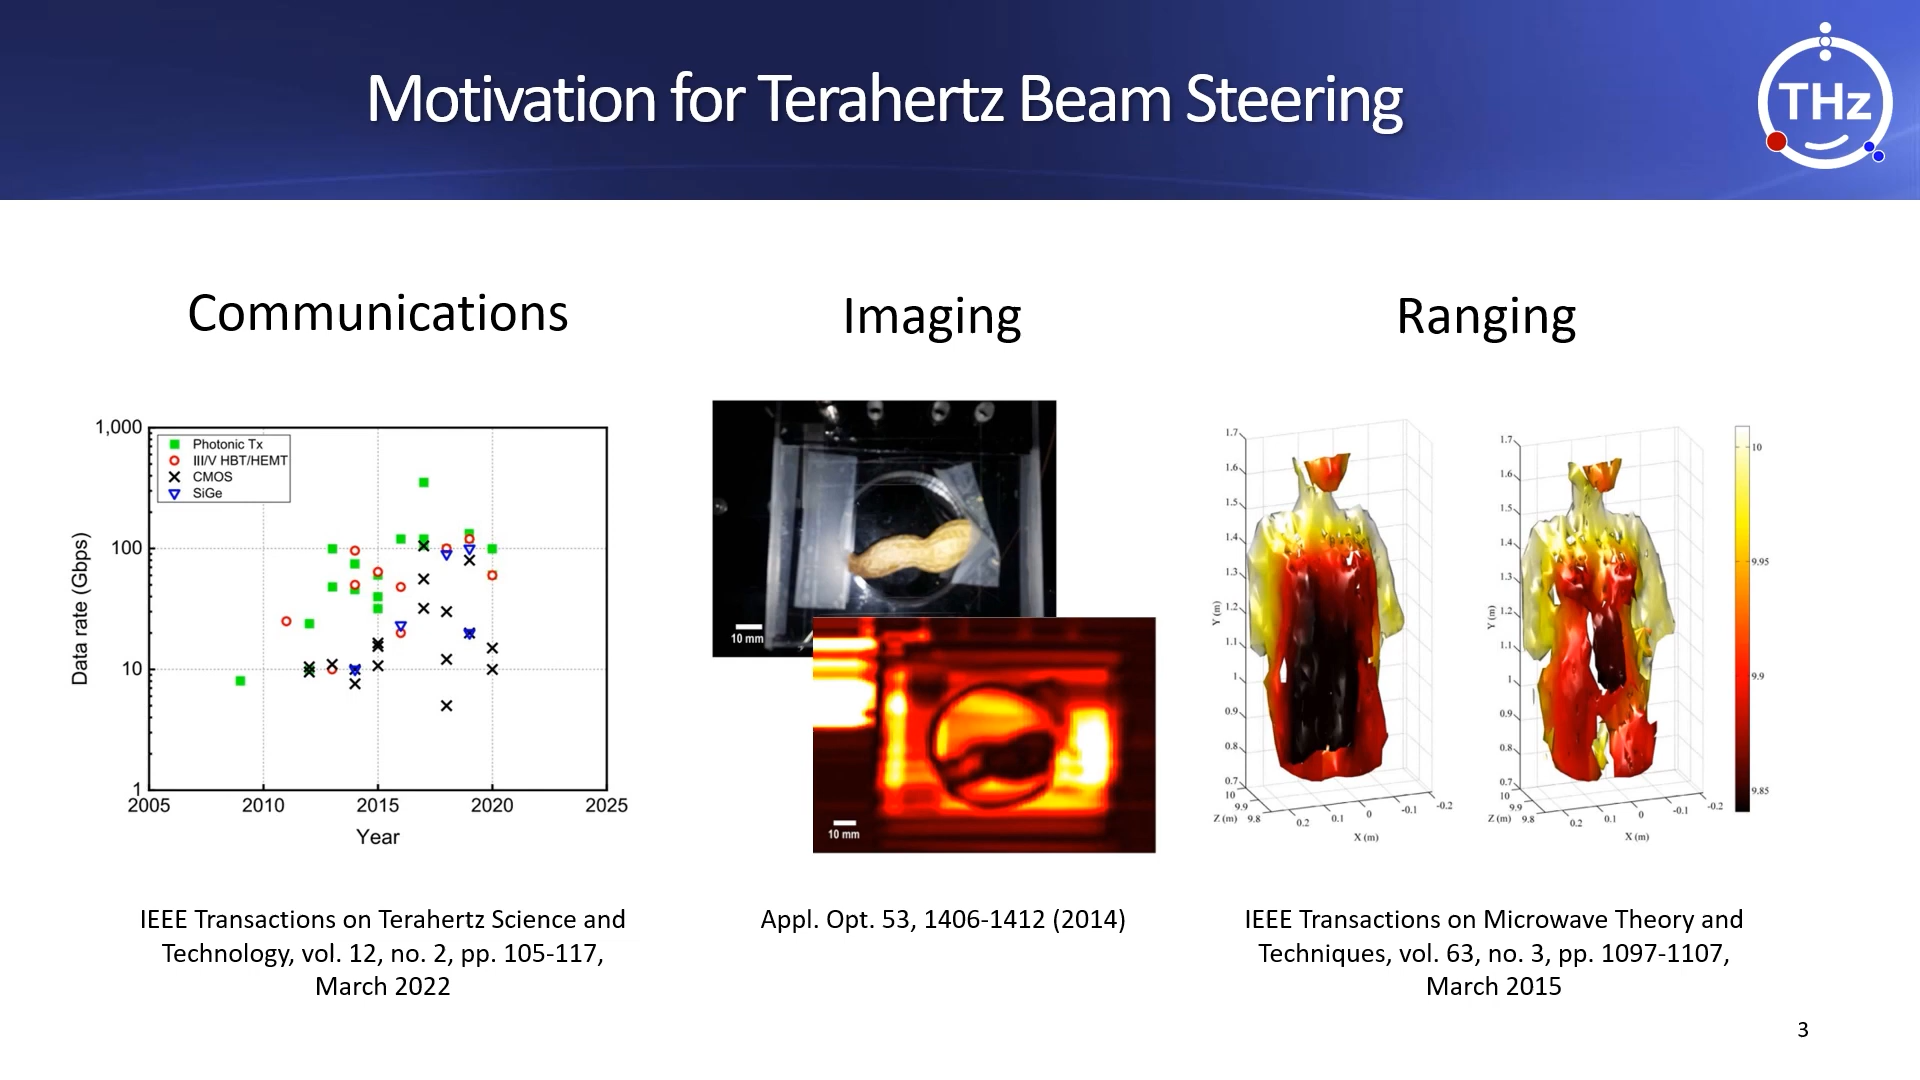 Motivation for Terahertz Beam Steering
THz
Communications
Imaging
Ranging
1,000
100
10
1
Data rate (Gbps)
Photonic Tx
III/V HBT/HEMT
CMOS
SiGe
2005 2010 2015 2020 2025
Year
10 mm
10 mm
1.7
1.6
1.5
1.4
1.3
1.2
1.1
1
0.9
0.8
0.7
Y (m)
10
9.9
9.8
Z (m)
0.2 0.1 0 -0.1 -0.2
X (m)
1.7
1.6
1.5
1.4
1.3
1.2
1.1
1
0.9
0.8
0.7
Y (m)
10
9.9
9.8
Z (m)
0.2 0.1 0 -0.1 -0.2
X (m)
10
9.95
9.9
9.85
IEEE Transactions on Terahertz Science and
Technology, vol. 12, no. 2, pp. 105-117,
March 2022
Appl. Opt. 53, 1406-1412 (2014)
IEEE Transactions on Microwave Theory and
Techniques, vol. 63, no. 3, pp. 1097-1107,
March 2015
3